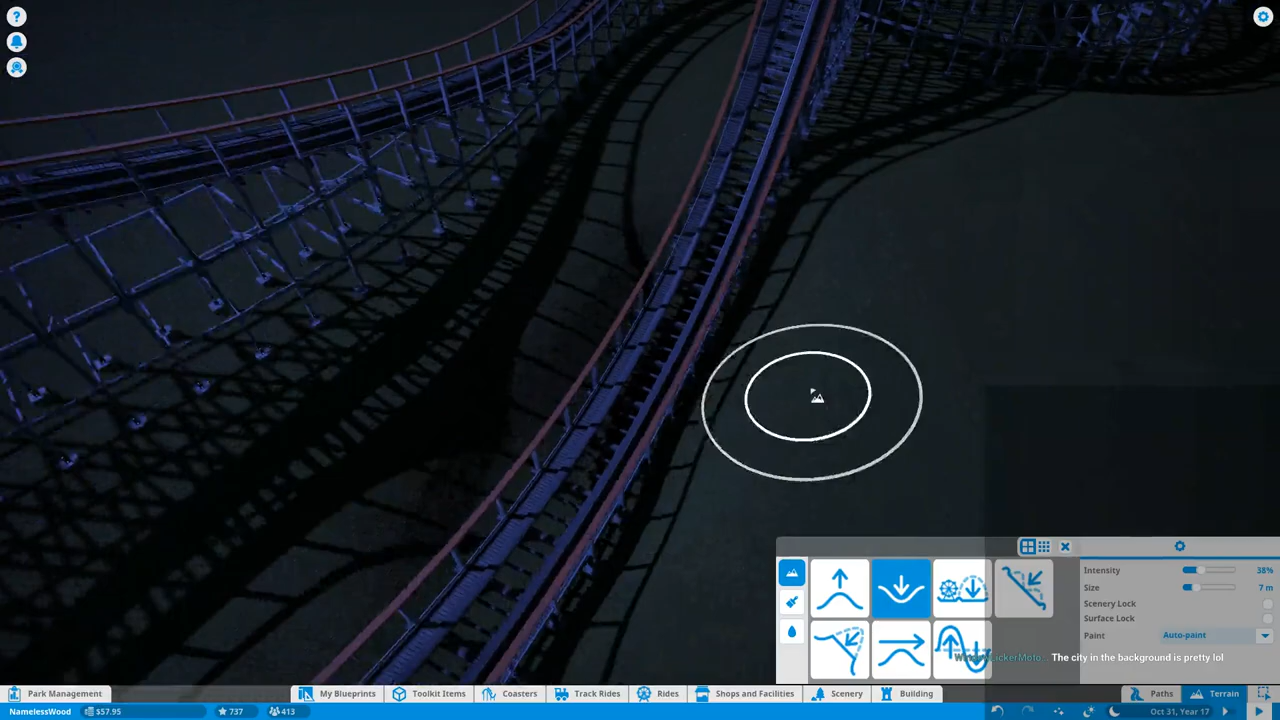 ?
Intensity 38%
Size 7 m
Scenery Lock
Surface Lock
Paint Auto-paint
The city in the background is pretty lol
Park Management My Blueprints Toolkit Items Coasters Track Rides Rides Shops and Facilities Scenery Building Paths Terrain
NamelessWood $57.95 737 413 Oct 31, Year 17